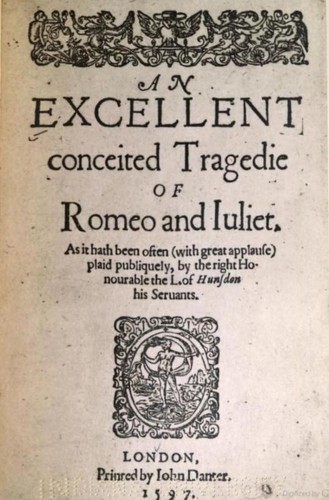 AN
EXCELLENT
conceited Tragedie
OF
Romeo and Iuliet.
As it hath been often (with great applause)
plaid publiquely, by the right Ho-
nourable the L. of Hunsdon
his Seruants.
LONDON,
Printed by Iohn Danter.
1597.